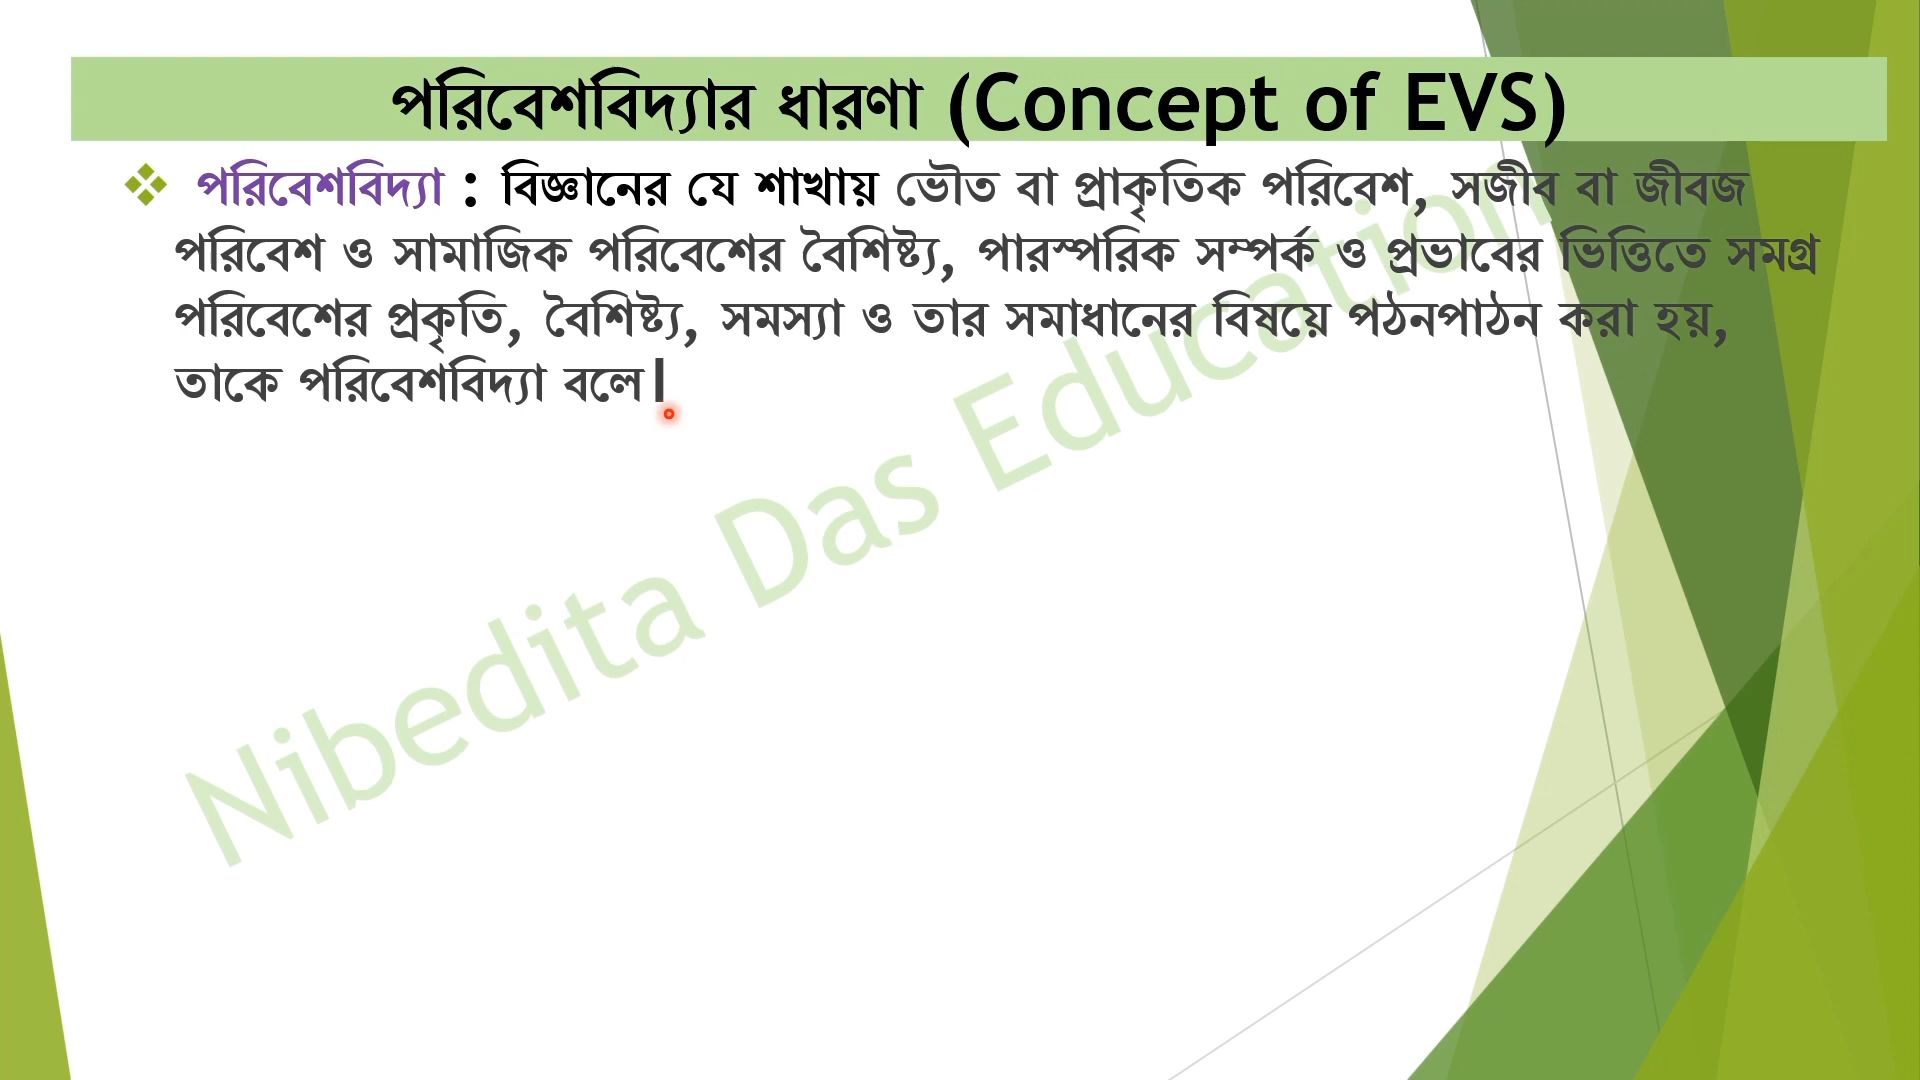 পরিবেশবিদ্যার ধারণা (Concept of EVS)
পরিবেশবিদ্যা : বিজ্ঞানের যে শাখায় ভৌত বা প্রাকৃতিক পরিবেশ, সজীব বা জীবজ
পরিবেশ ও সামাজিক পরিবেশের বৈশিষ্ট্য, পারস্পরিক সম্পর্ক ও প্রভাবের ভিত্তিতে সমগ্র
পরিবেশের প্রকৃতি, বৈশিষ্ট্য, সমস্যা ও তার সমাধানের বিষয়ে পঠনপাঠন করা হয়,
তাকে পরিবেশবিদ্যা বলে।
Nibedita Das Education